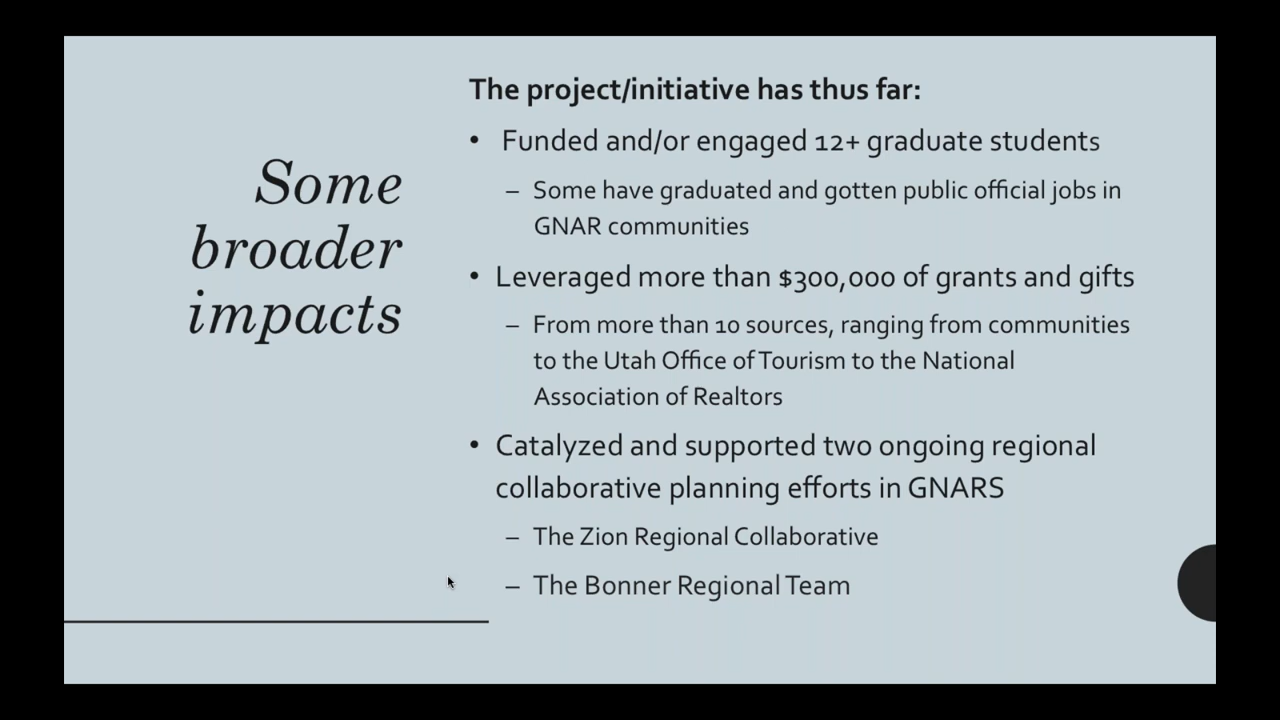 Some
broader
impacts
The project/initiative has thus far:
• Funded and/or engaged 12+ graduate students
– Some have graduated and gotten public official jobs in
GNAR communities
• Leveraged more than $300,000 of grants and gifts
– From more than 10 sources, ranging from communities
to the Utah Office of Tourism to the National
Association of Realtors
• Catalyzed and supported two ongoing regional
collaborative planning efforts in GNARS
– The Zion Regional Collaborative
– The Bonner Regional Team